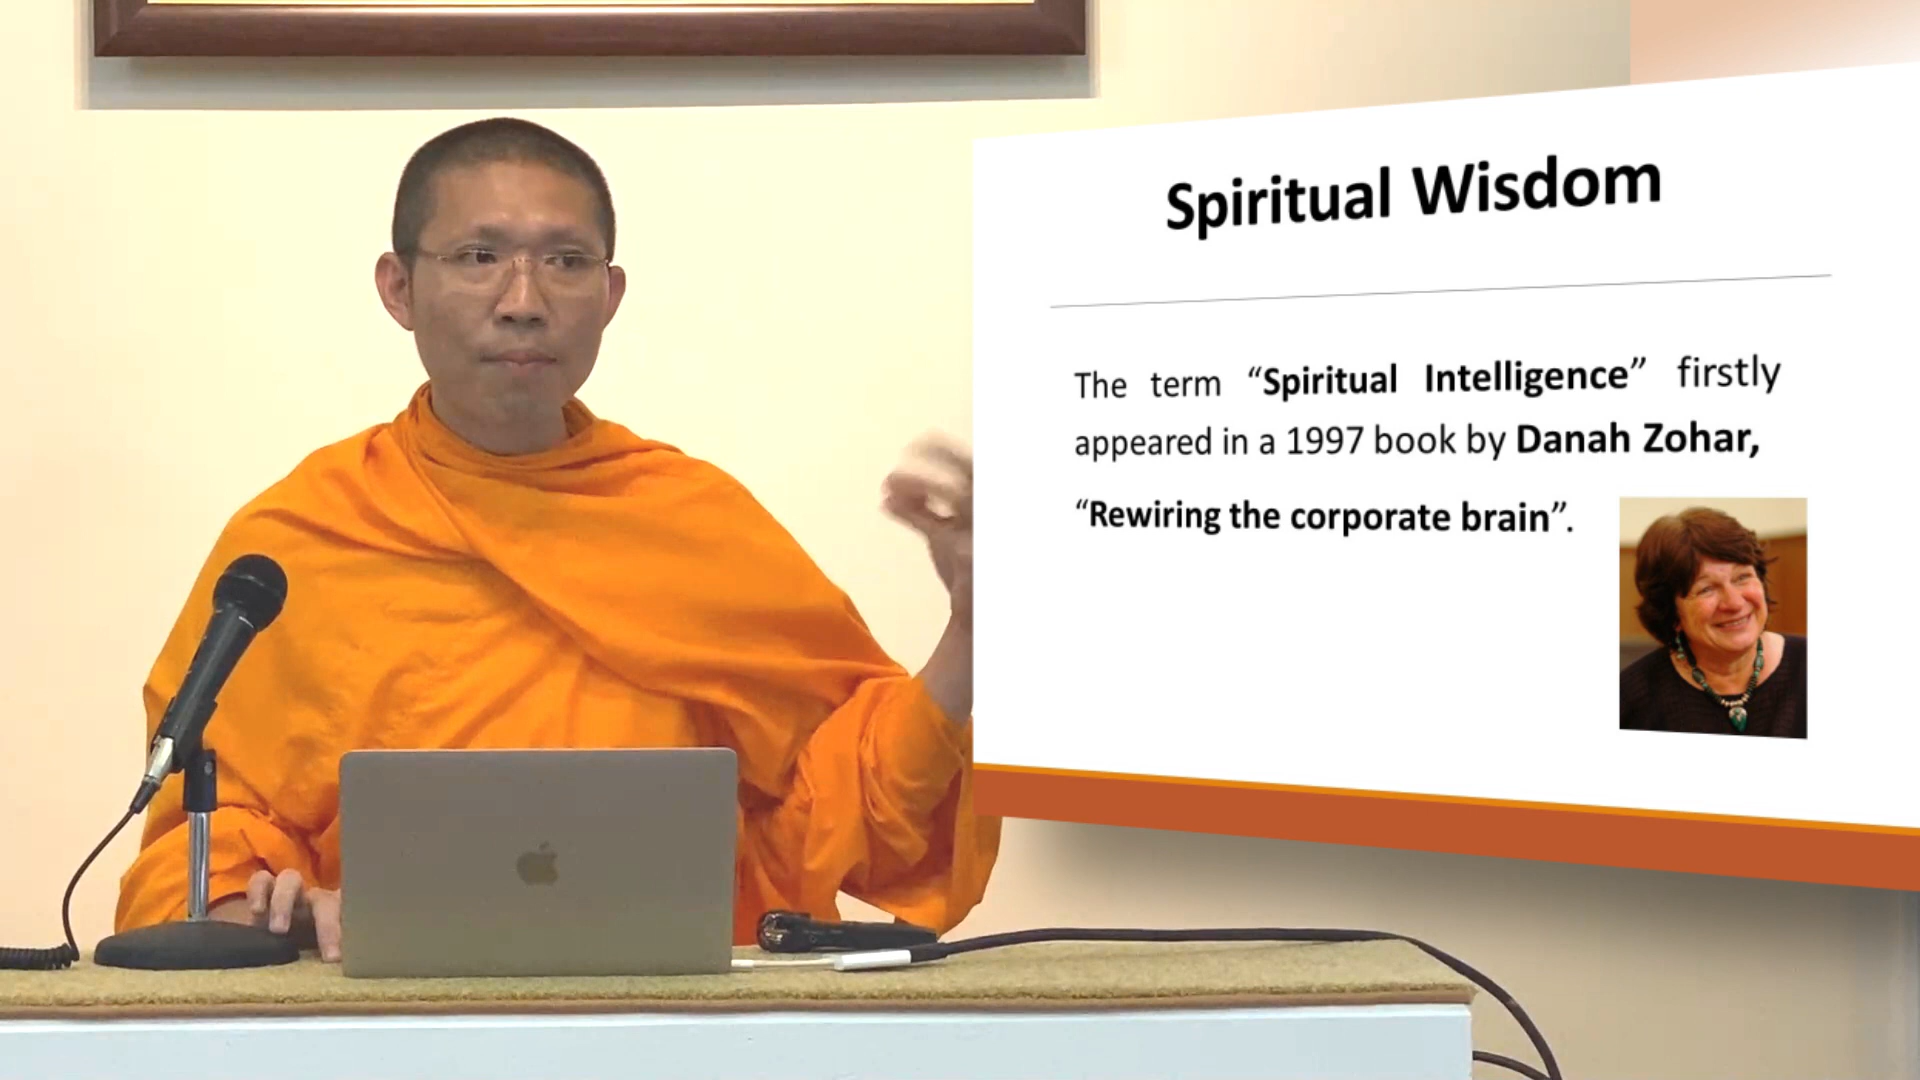 Spiritual Wisdom
The term “Spiritual Intelligence” firstly
appeared in a 1997 book by Danah Zohar,
“Rewiring the corporate brain”.